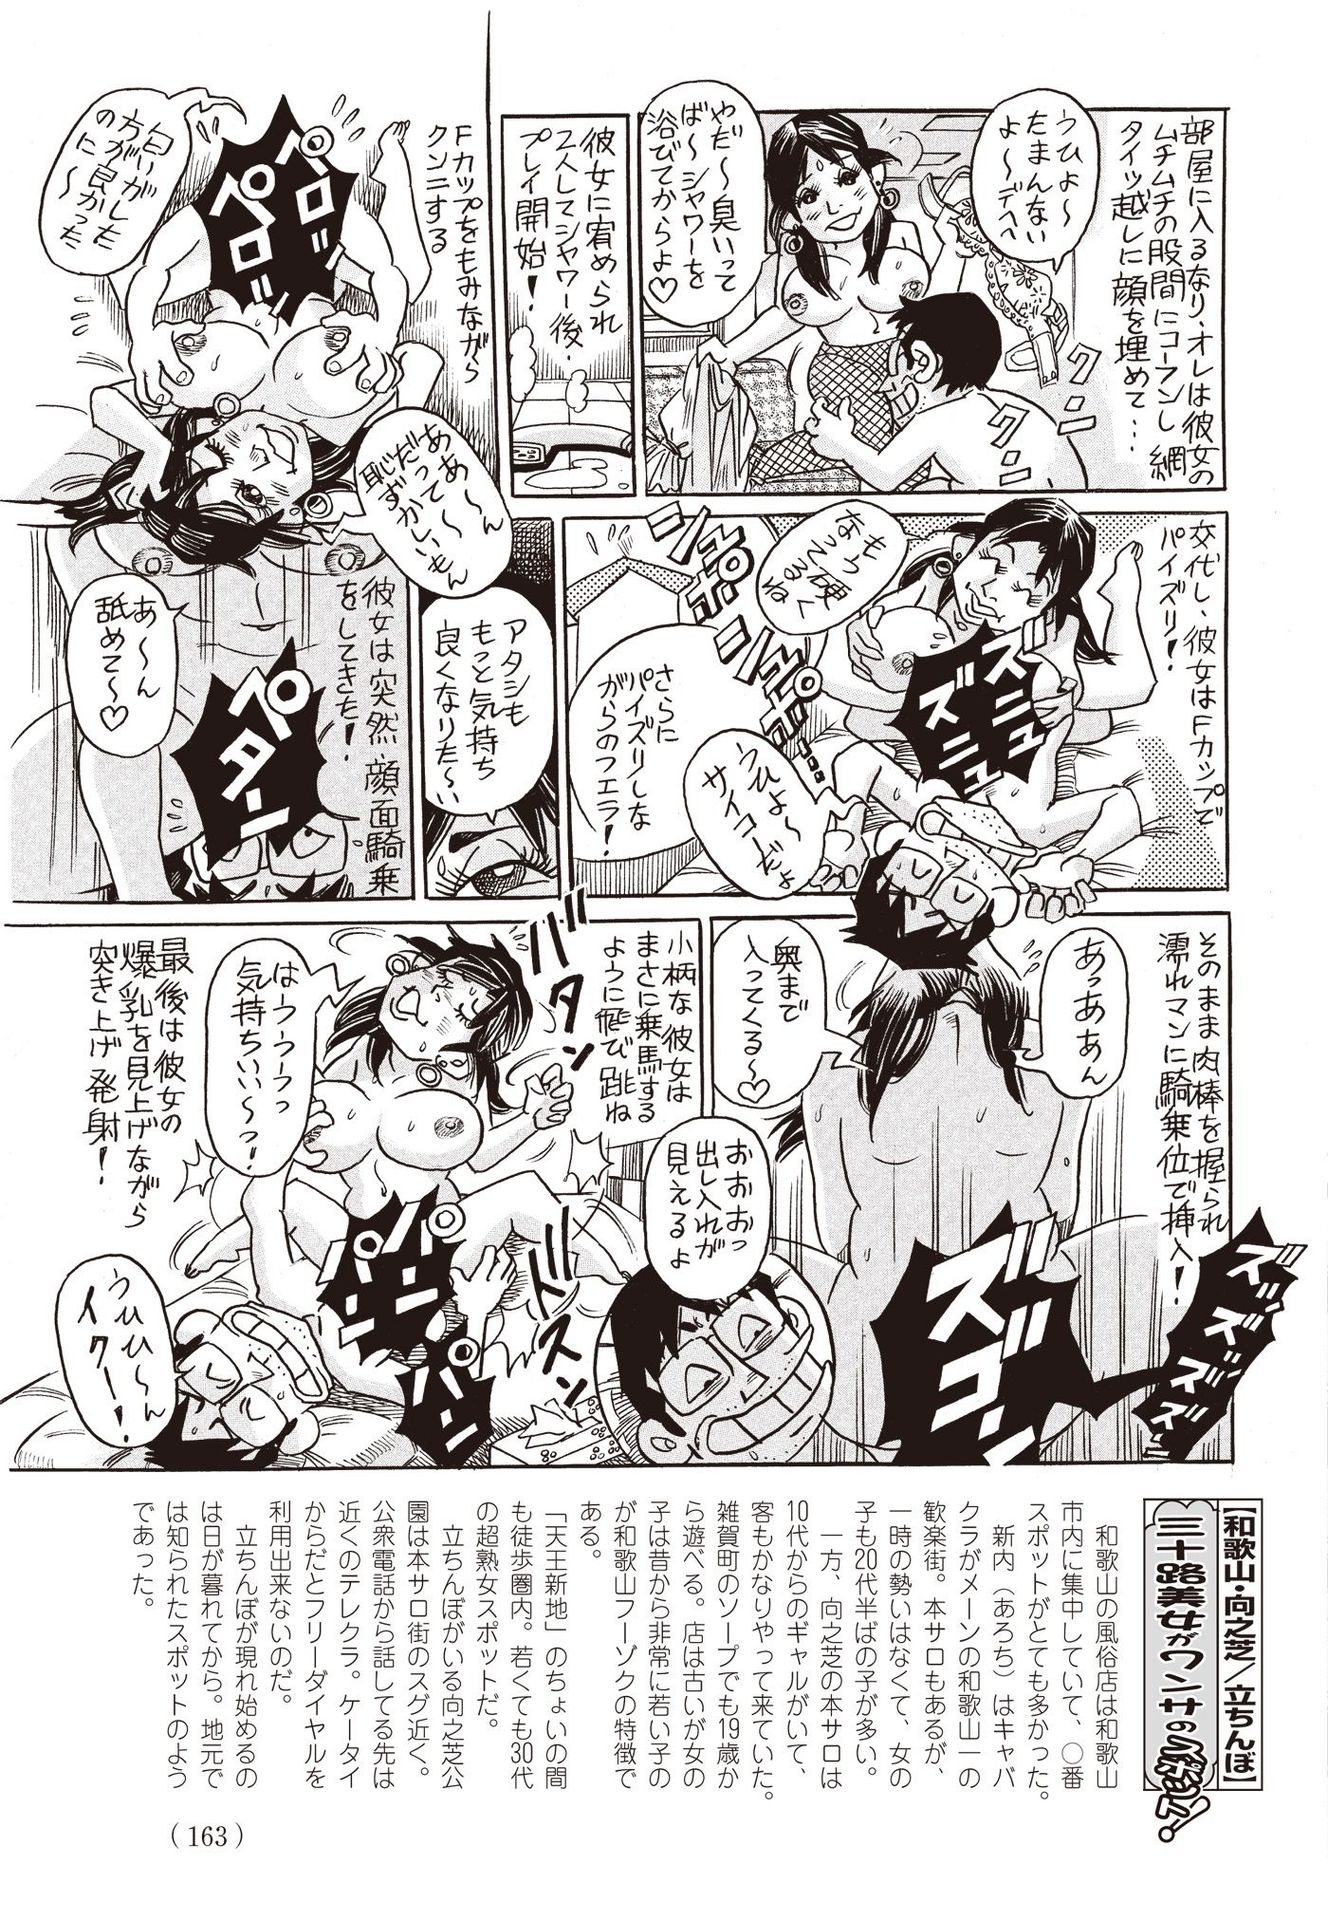 部屋に入るなり、オレは彼女の
ムチムチの股間にコーフンし網
タイツ越しに顔を埋めて…
うひょ〜
たまんない
よ〜デヘへ
やだ〜臭いって
ば〜シャワーを
浴びてからよ♡
クンクン
彼女に宥められ
2人してシャワー後、
プレイ開始!
Fカップをもみながら
クンニする
ペロッ
ペロッ
匂いがした
方が良かった
のに〜
ああ〜ん
だって〜
恥ずかしいもん
交代し、彼女はFカップで
パイズリ!
もう硬く
なってるね
ズニュ
ズニュ
さらに
パイズリしな
がらのフェラ!
うひょ〜
サイコーだょ
アタシも
もっと気持ち
良くなりた〜い
彼女は突然、顔面騎乗
をしてきた!
あ〜ん
舐めて〜♡
ペタン
そのまま肉棒を握られ
濡れマンに騎乗位で挿入!
あっああん
奥まで
入ってくる〜♡
ズズズズ…
ズコン
おおおっ
出し入れが
見えるよ
小柄な彼女は
まさに乗馬する
ように飛び跳ね
バタン
ドスン
パンパンパン
はうううっ
気持ちいい〜っ!
最後は彼女の
爆乳を見上げながら
突き上げ発射!
うひひ〜ん
イクー!
【和歌山・向之芝/立ちんぼ】
三十路美女がワンサのスポット!
和歌山の風俗店は和歌山
市内に集中していて、○番
スポットがとても多かった。
新内(あろち)はキャバ
クラがメーンの和歌山一の
歓楽街。本サロもあるが、
一時の勢いはなくて、女の
子も20代半ばの子が多い。
一方、向之芝の本サロは
10代からのギャルがいて、
客もかなりやって来ていた。
雑賀町のソープでも19歳か
ら遊べる。店は古いが女の
子は昔から非常に若い子の
が和歌山フーゾクの特徴で
ある。
「天王新地」のちょいの間
も徒歩圏内。若くても30代
の超熟女スポットだ。
立ちんぼがいる向之芝公
園は本サロ街のスグ近く。
公衆電話から話してる先は
近くのテレクラ。ケータイ
からだとフリーダイヤルを
利用出来ないのだ。
立ちんぼが現れ始めるの
は日が暮れてから。地元で
は知られたスポットのよう
であった。
(163)